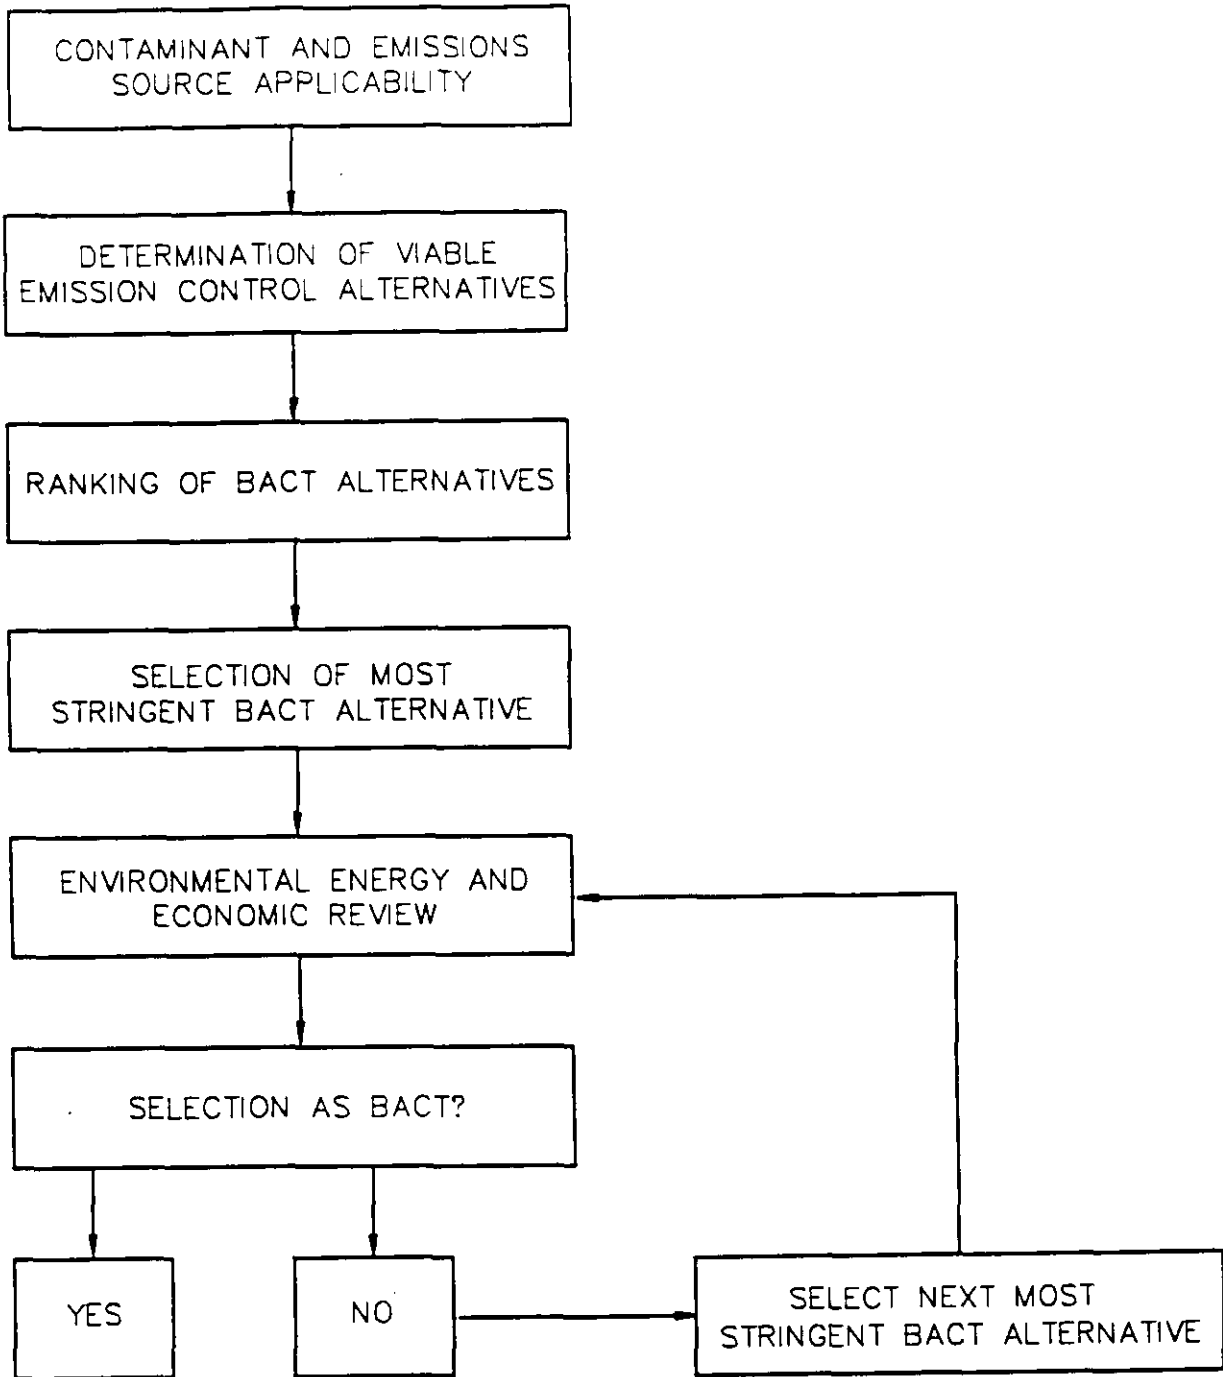 CONTAMINANT AND EMISSIONS
SOURCE APPLICABILITY
DETERMINATION OF VIABLE
EMISSION CONTROL ALTERNATIVES
RANKING OF BACT ALTERNATIVES
SELECTION OF MOST
STRINGENT BACT ALTERNATIVE
ENVIRONMENTAL ENERGY AND
ECONOMIC REVIEW
SELECTION AS BACT?
YES
NO
SELECT NEXT MOST
STRINGENT BACT ALTERNATIVE